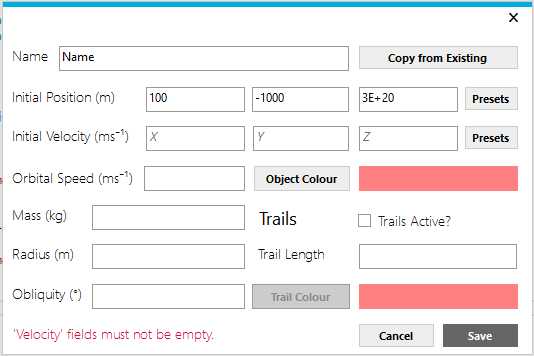 Name Name Copy from Existing
Initial Position (m) 100 -1000 3E+20 Presets
Initial Velocity (ms⁻¹) X Y Z Presets
Orbital Speed (ms⁻¹) Object Colour
Mass (kg) Trails Trails Active?
Radius (m) Trail Length
Obliquity (°) Trail Colour
'Velocity' fields must not be empty. Cancel Save